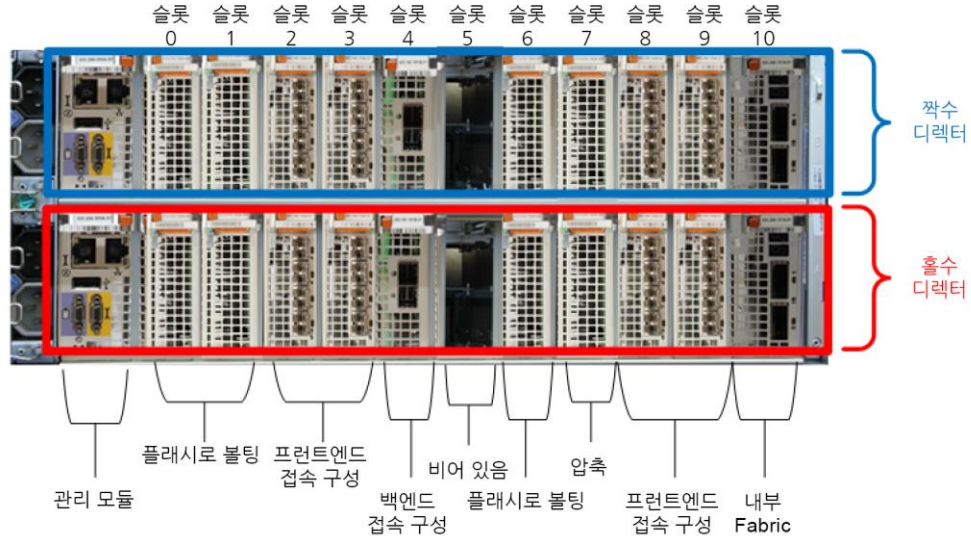 슬롯 슬롯 슬롯 슬롯 슬롯 슬롯 슬롯 슬롯 슬롯 슬롯 슬롯
0 1 2 3 4 5 6 7 8 9 10
짝수
디렉터
홀수
디렉터
관리 모듈
플래시로 볼팅
프런트엔드
접속 구성
백엔드
접속 구성
비어 있음
플래시로 볼팅
압축
프런트엔드
접속 구성
내부
Fabric